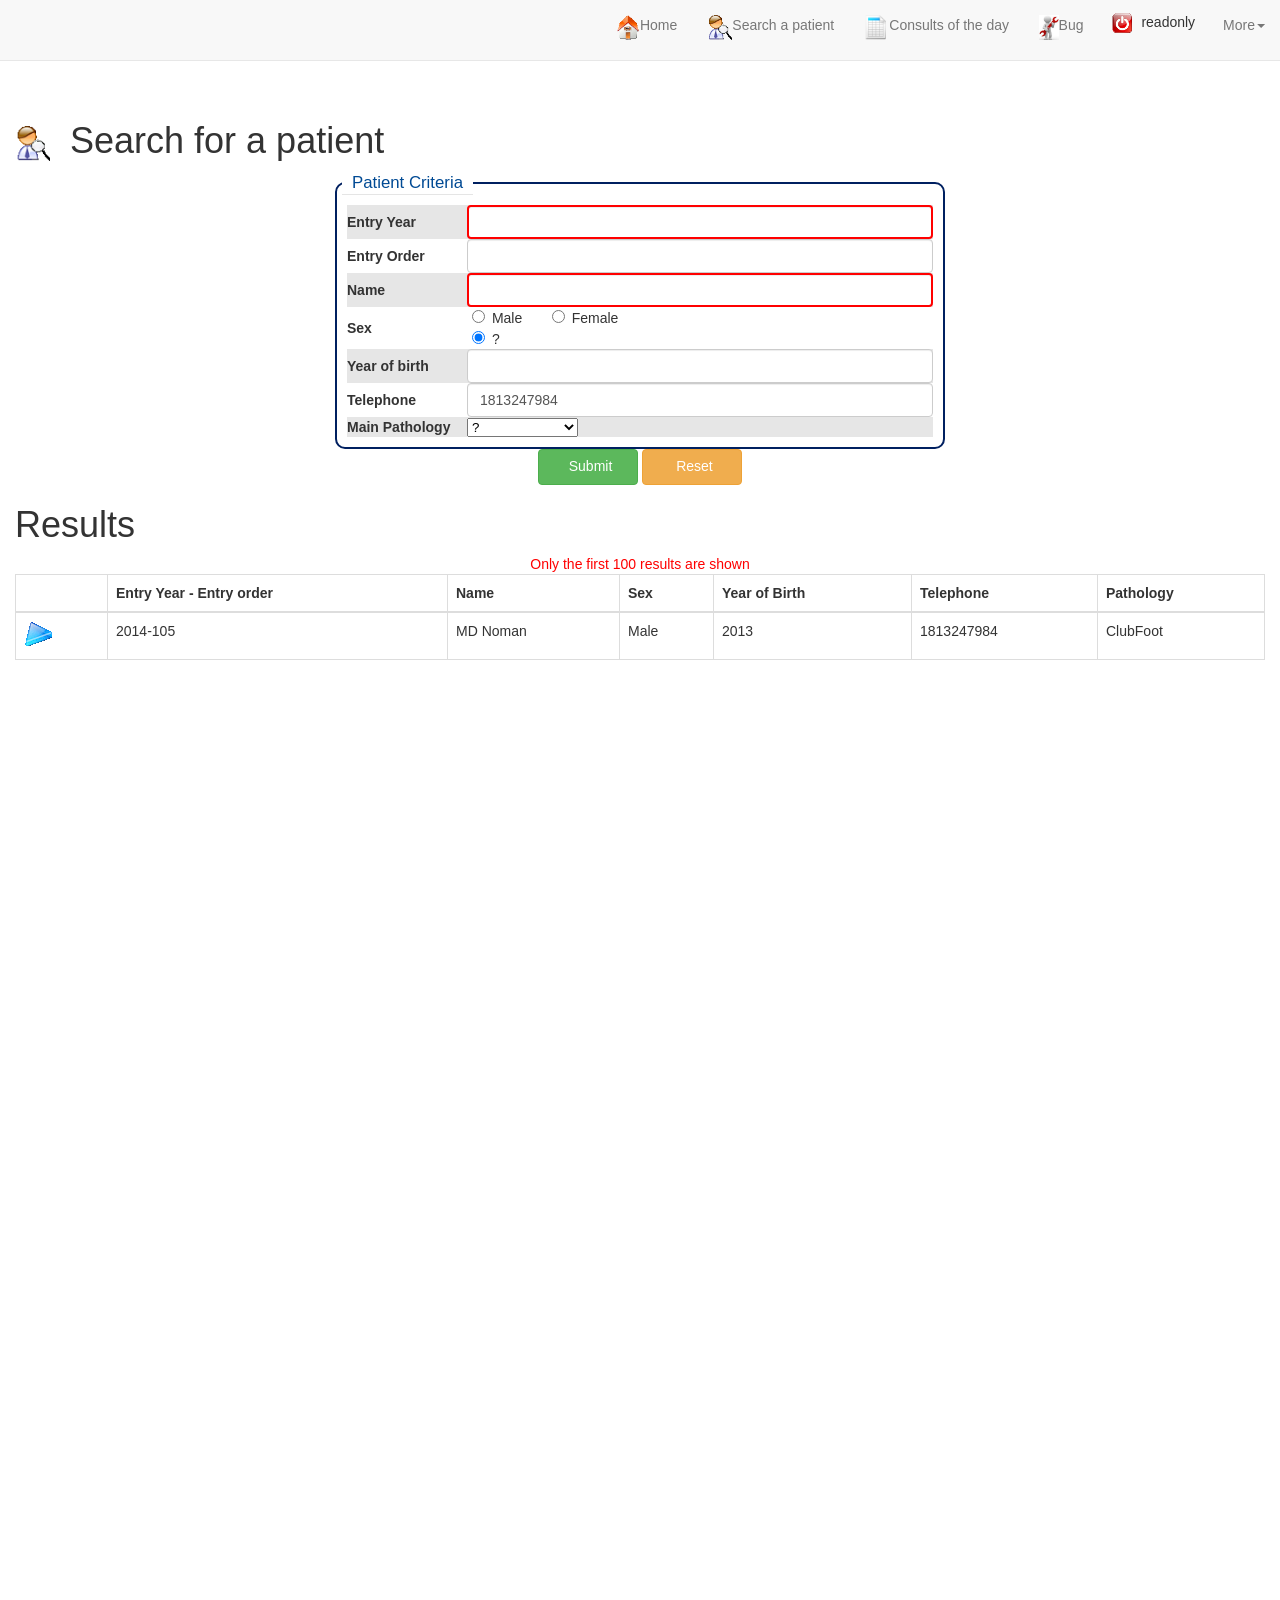 Home Search a patient Consults of the day Bug readonly More
Search for a patient
Patient Criteria
Entry Year
Entry Order
Name
Sex Male Female
?
Year of birth
Telephone 1813247984
Main Pathology ?
Submit Reset
Results
Only the first 100 results are shown
Entry Year - Entry order Name Sex Year of Birth Telephone Pathology
2014-105 MD Noman Male 2013 1813247984 ClubFoot